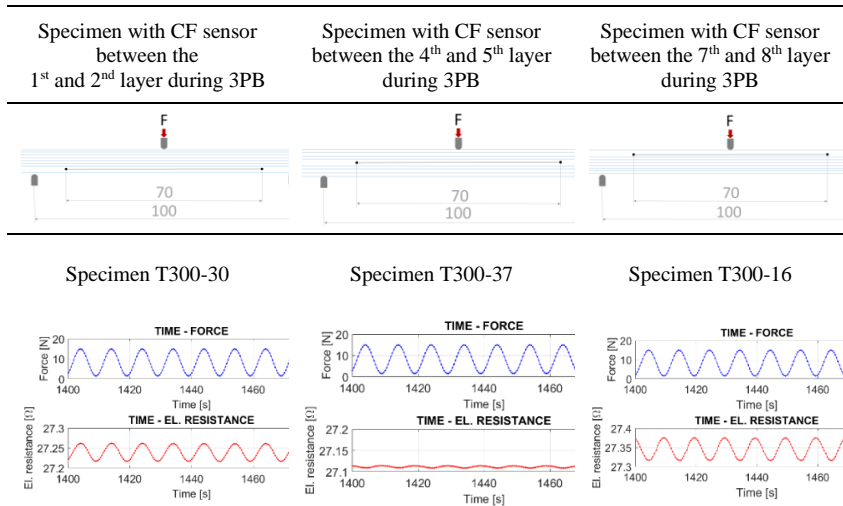 Specimen with CF sensor
between the
1st and 2nd layer during 3PB
Specimen with CF sensor
between the 4th and 5th layer
during 3PB
Specimen with CF sensor
between the 7th and 8th layer
during 3PB
F
70
100
F
70
100
F
70
100
Specimen T300-30
Specimen T300-37
Specimen T300-16
TIME - FORCE
Force [N]
20
10
0
1400 1420 1440 1460
Time [s]
TIME - EL. RESISTANCE
El. resistance [Ω]
27.3
27.25
27.2
1400 1420 1440 1460
Time [s]
TIME - FORCE
Force [N]
20
10
0
1400 1420 1440 1460
Time [s]
TIME - EL. RESISTANCE
El. resistance [Ω]
27.2
27.15
27.1
1400 1420 1440 1460
Time [s]
TIME - FORCE
Force [N]
20
10
0
1400 1420 1440 1460
Time [s]
TIME - EL. RESISTANCE
El. resistance [Ω]
27.4
27.35
27.3
1400 1420 1440 1460
Time [s]